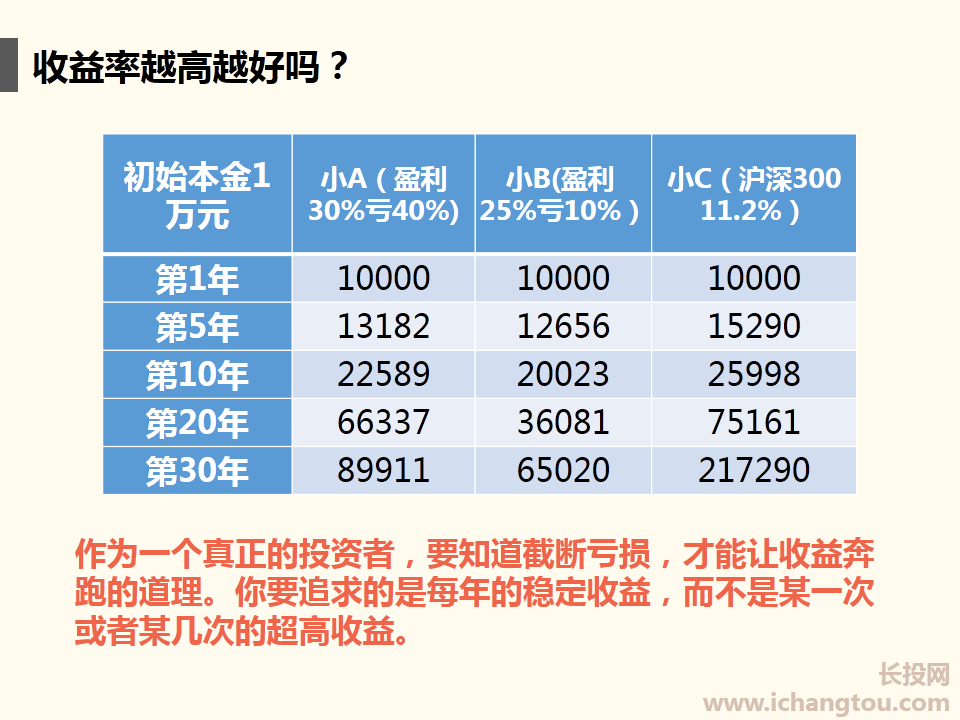 收益率越高越好吗？
初始本金1
万元
小A（盈利
30%亏40%)
小B(盈利
25%亏10%）
小C（沪深300
11.2%）
第1年 10000 10000 10000
第5年 13182 12656 15290
第10年 22589 20023 25998
第20年 66337 36081 75161
第30年 89911 65020 217290
作为一个真正的投资者，要知道截断亏损，才能让收益奔
跑的道理。你要追求的是每年的稳定收益，而不是某一次
或者某几次的超高收益。
长投网
www.ichangtou.com